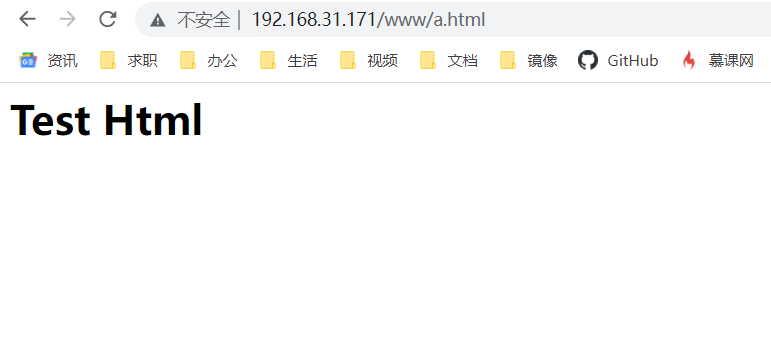 不安全 | 192.168.31.171/www/a.html
资讯 求职 办公 生活 视频 文档 镜像 GitHub 慕课网
Test Html